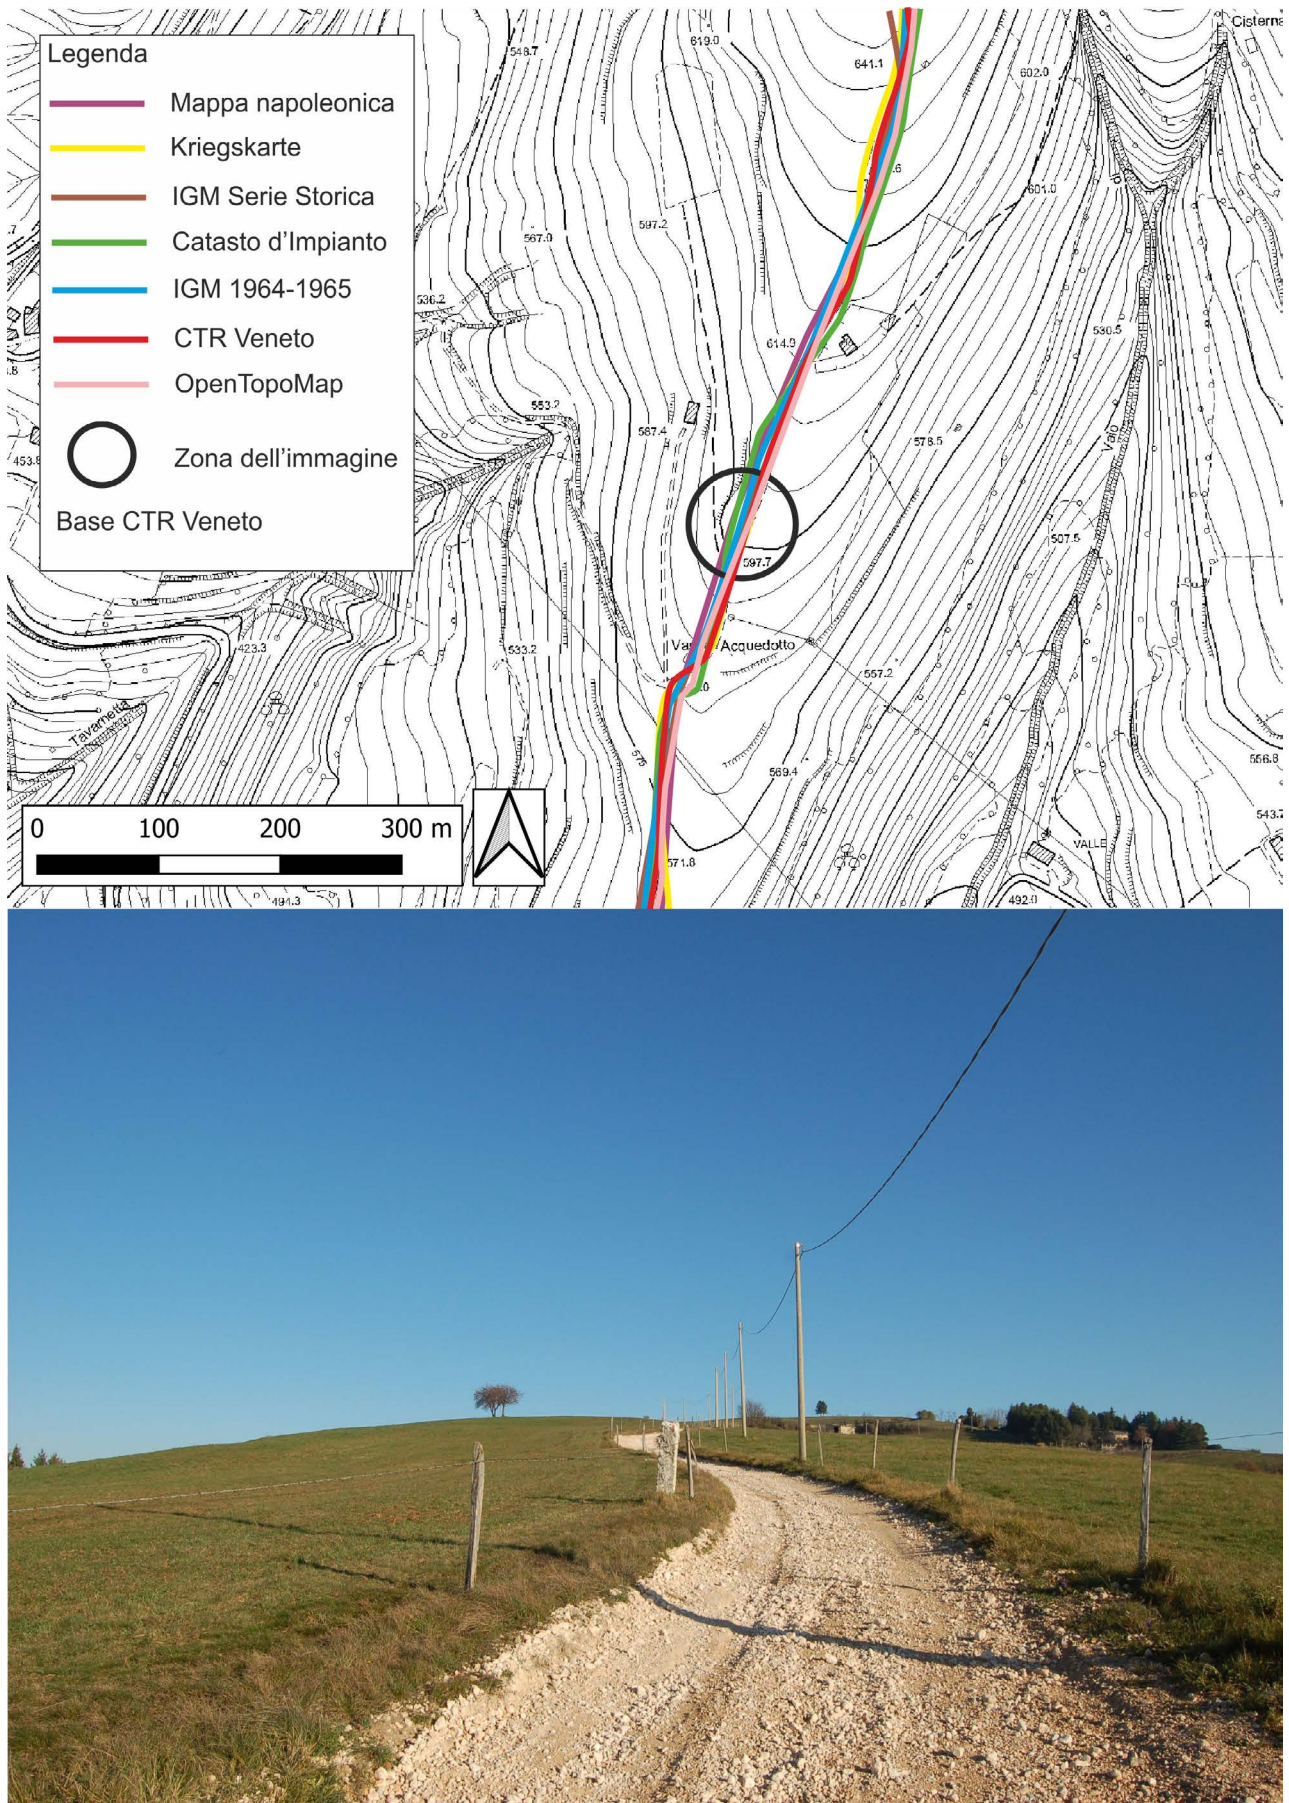 Legenda
Mappa napoleonica
Kriegskarte
IGM Serie Storica
Catasto d'Impianto
IGM 1964-1965
CTR Veneto
OpenTopoMap
Zona dell'immagine
Base CTR Veneto
548.7
619.0
641.1
602.0
Cisterna
601.0
597.2
567.0
536.2
530.5
614.9
553.2
587.4
578.5
Vaio
507.5
597.7
Acquedotto
533.2
423.3
557.2
Tavarnetta
575
569.4
556.8
571.8
VALLE
494.3
492.0
0 100 200 300 m